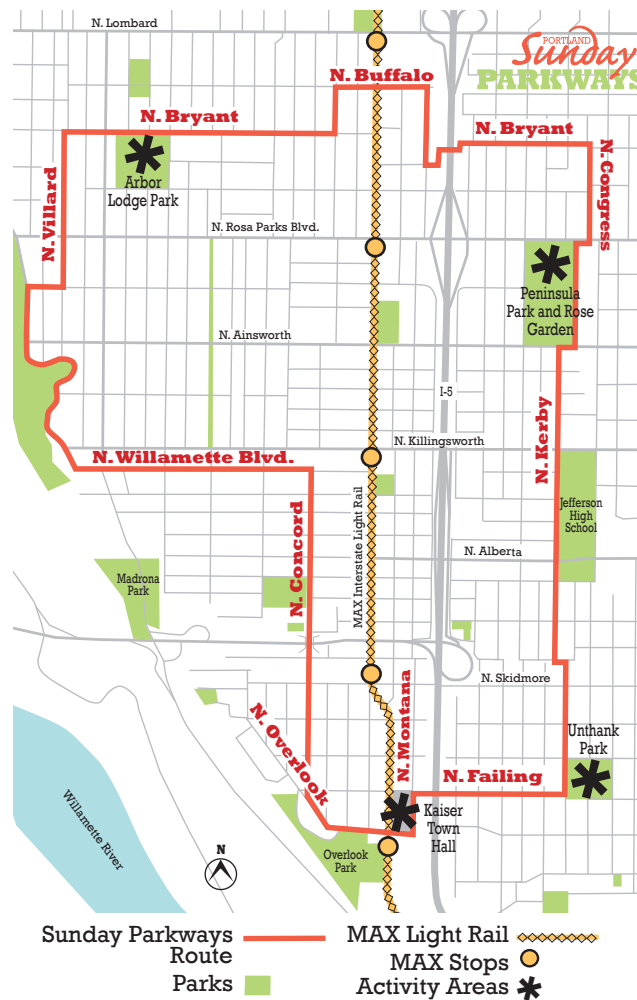 N. Lombard
PORTLAND
Sunday
PARKWAYS
N. Buffalo
N. Bryant
N. Bryant
N. Congress
Arbor
Lodge Park
N. Villard
N. Rosa Parks Blvd.
Peninsula
Park and Rose
Garden
N. Ainsworth
I-5
N. Kerby
N. Killingsworth
N. Willamette Blvd.
Jefferson
High
School
MAX Interstate Light Rail
N. Concord
N. Alberta
Madrona
Park
N. Skidmore
N. Montana
N. Overlook
Unthank
Park
N. Failing
Kaiser
Town
Hall
Willamette River
Overlook
Park
N
Sunday Parkways
Route
Parks
MAX Light Rail
MAX Stops
Activity Areas